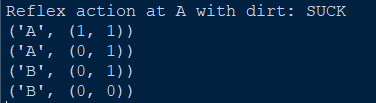 Reflex action at A with dirt: SUCK
('A', (1, 1))
('A', (0, 1))
('B', (0, 1))
('B', (0, 0))